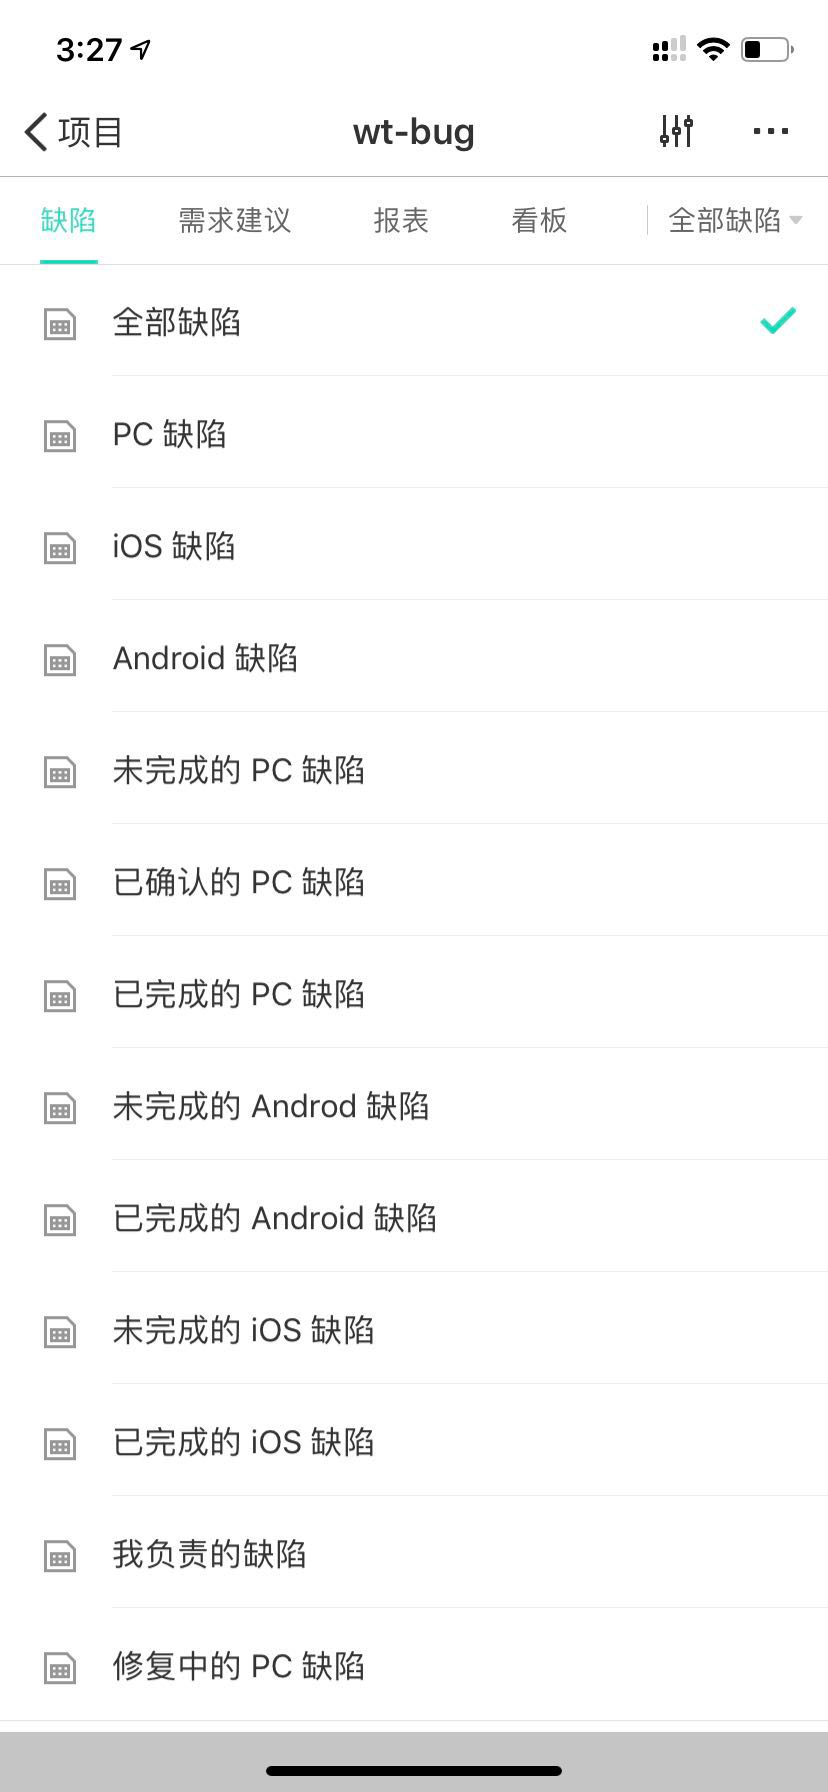 3:27
项目
wt-bug
缺陷
需求建议
报表
看板
全部缺陷
全部缺陷
PC 缺陷
iOS 缺陷
Android 缺陷
未完成的 PC 缺陷
已确认的 PC 缺陷
已完成的 PC 缺陷
未完成的 Androd 缺陷
已完成的 Android 缺陷
未完成的 iOS 缺陷
已完成的 iOS 缺陷
我负责的缺陷
修复中的 PC 缺陷